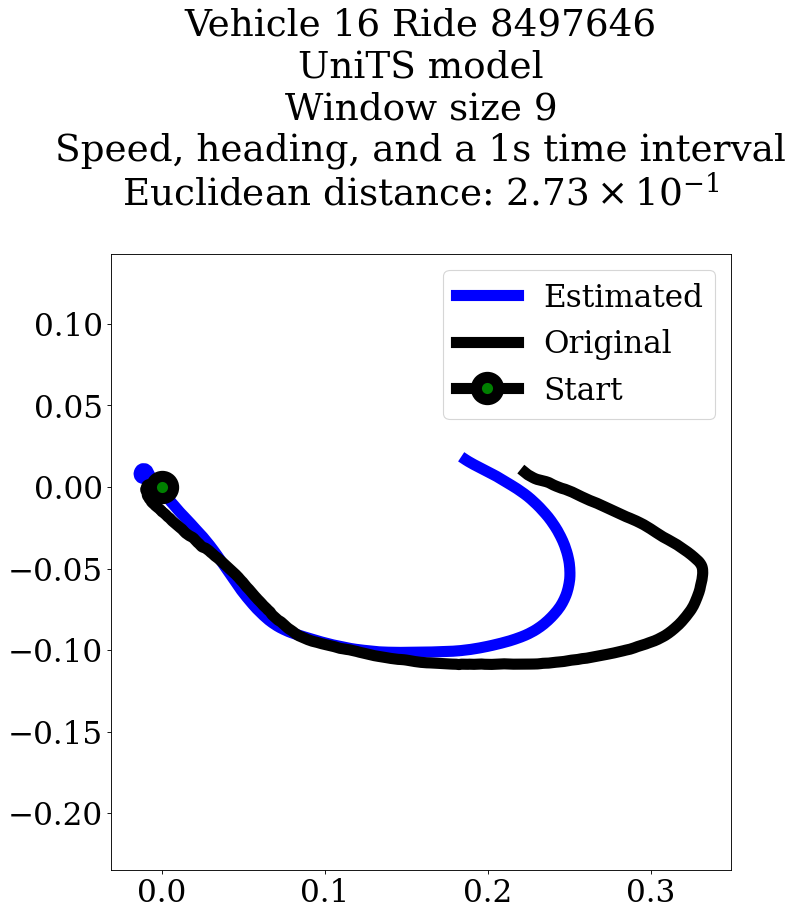 Vehicle 16 Ride 8497646
UniTS model
Window size 9
Speed, heading, and a 1s time interval
Euclidean distance: 2.73 × 10⁻¹
Estimated
Original
Start
0.10
0.05
0.00
−0.05
−0.10
−0.15
−0.20
0.0 0.1 0.2 0.3